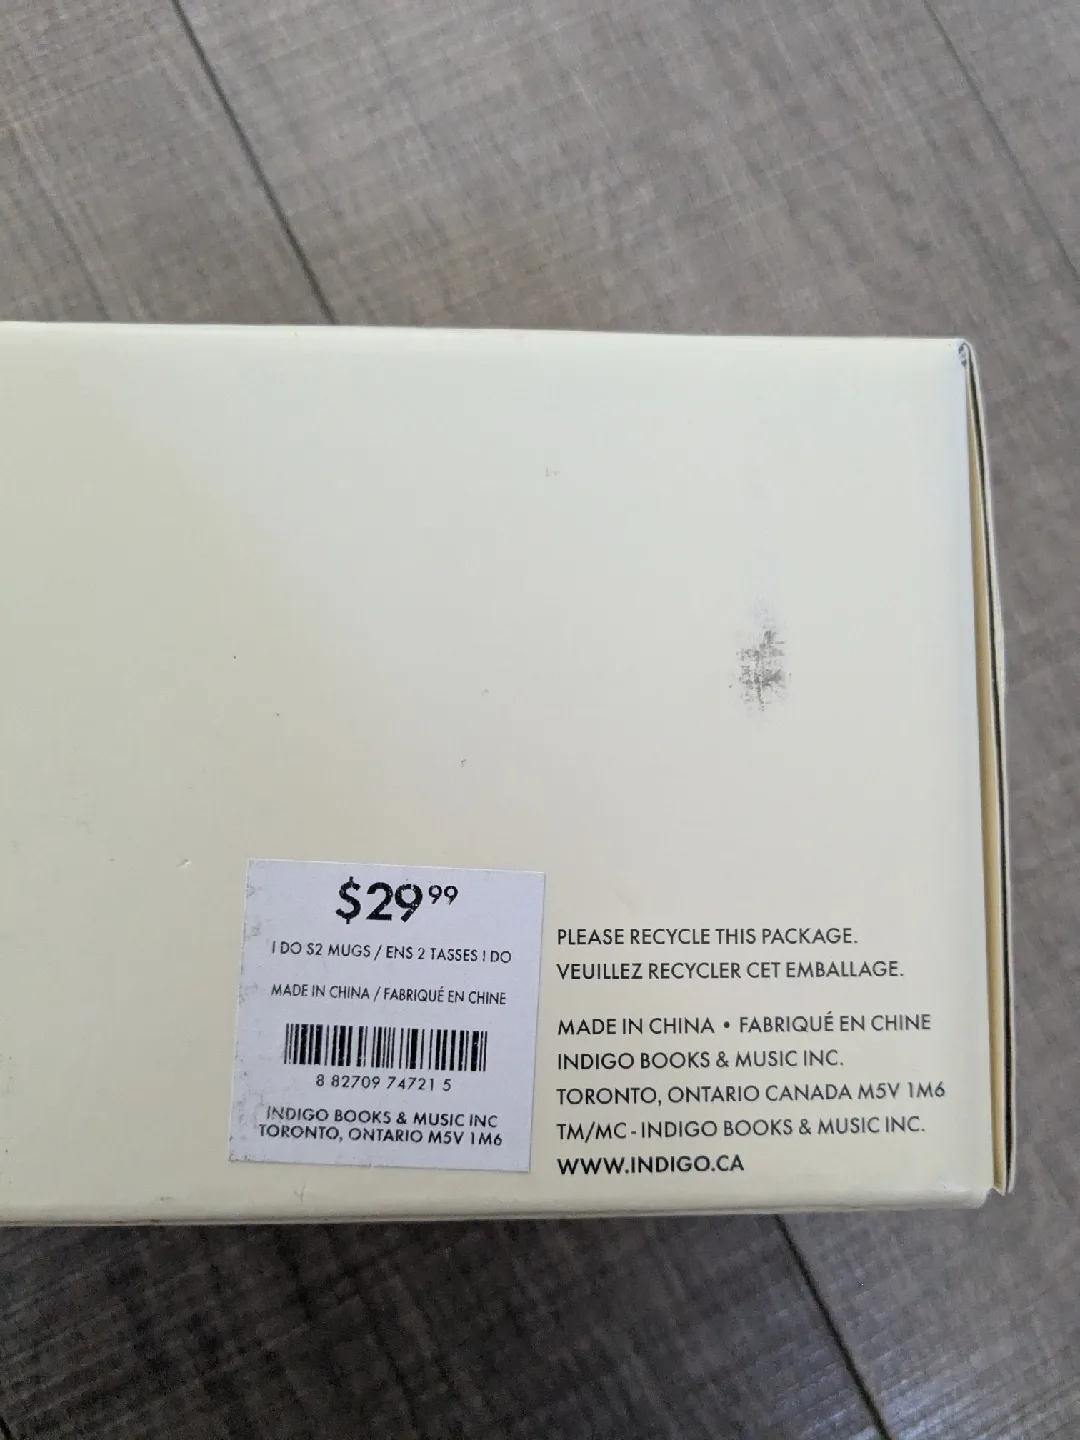 $29.99
I DO S2 MUGS / ENS 2 TASSES I DO
MADE IN CHINA / FABRIQUÉ EN CHINE
8 82709 74721 5
INDIGO BOOKS & MUSIC INC
TORONTO, ONTARIO M5V 1M6
PLEASE RECYCLE THIS PACKAGE.
VEUILLEZ RECYCLER CET EMBALLAGE.
MADE IN CHINA • FABRIQUÉ EN CHINE
INDIGO BOOKS & MUSIC INC.
TORONTO, ONTARIO CANADA M5V 1M6
TM/MC - INDIGO BOOKS & MUSIC INC.
WWW.INDIGO.CA